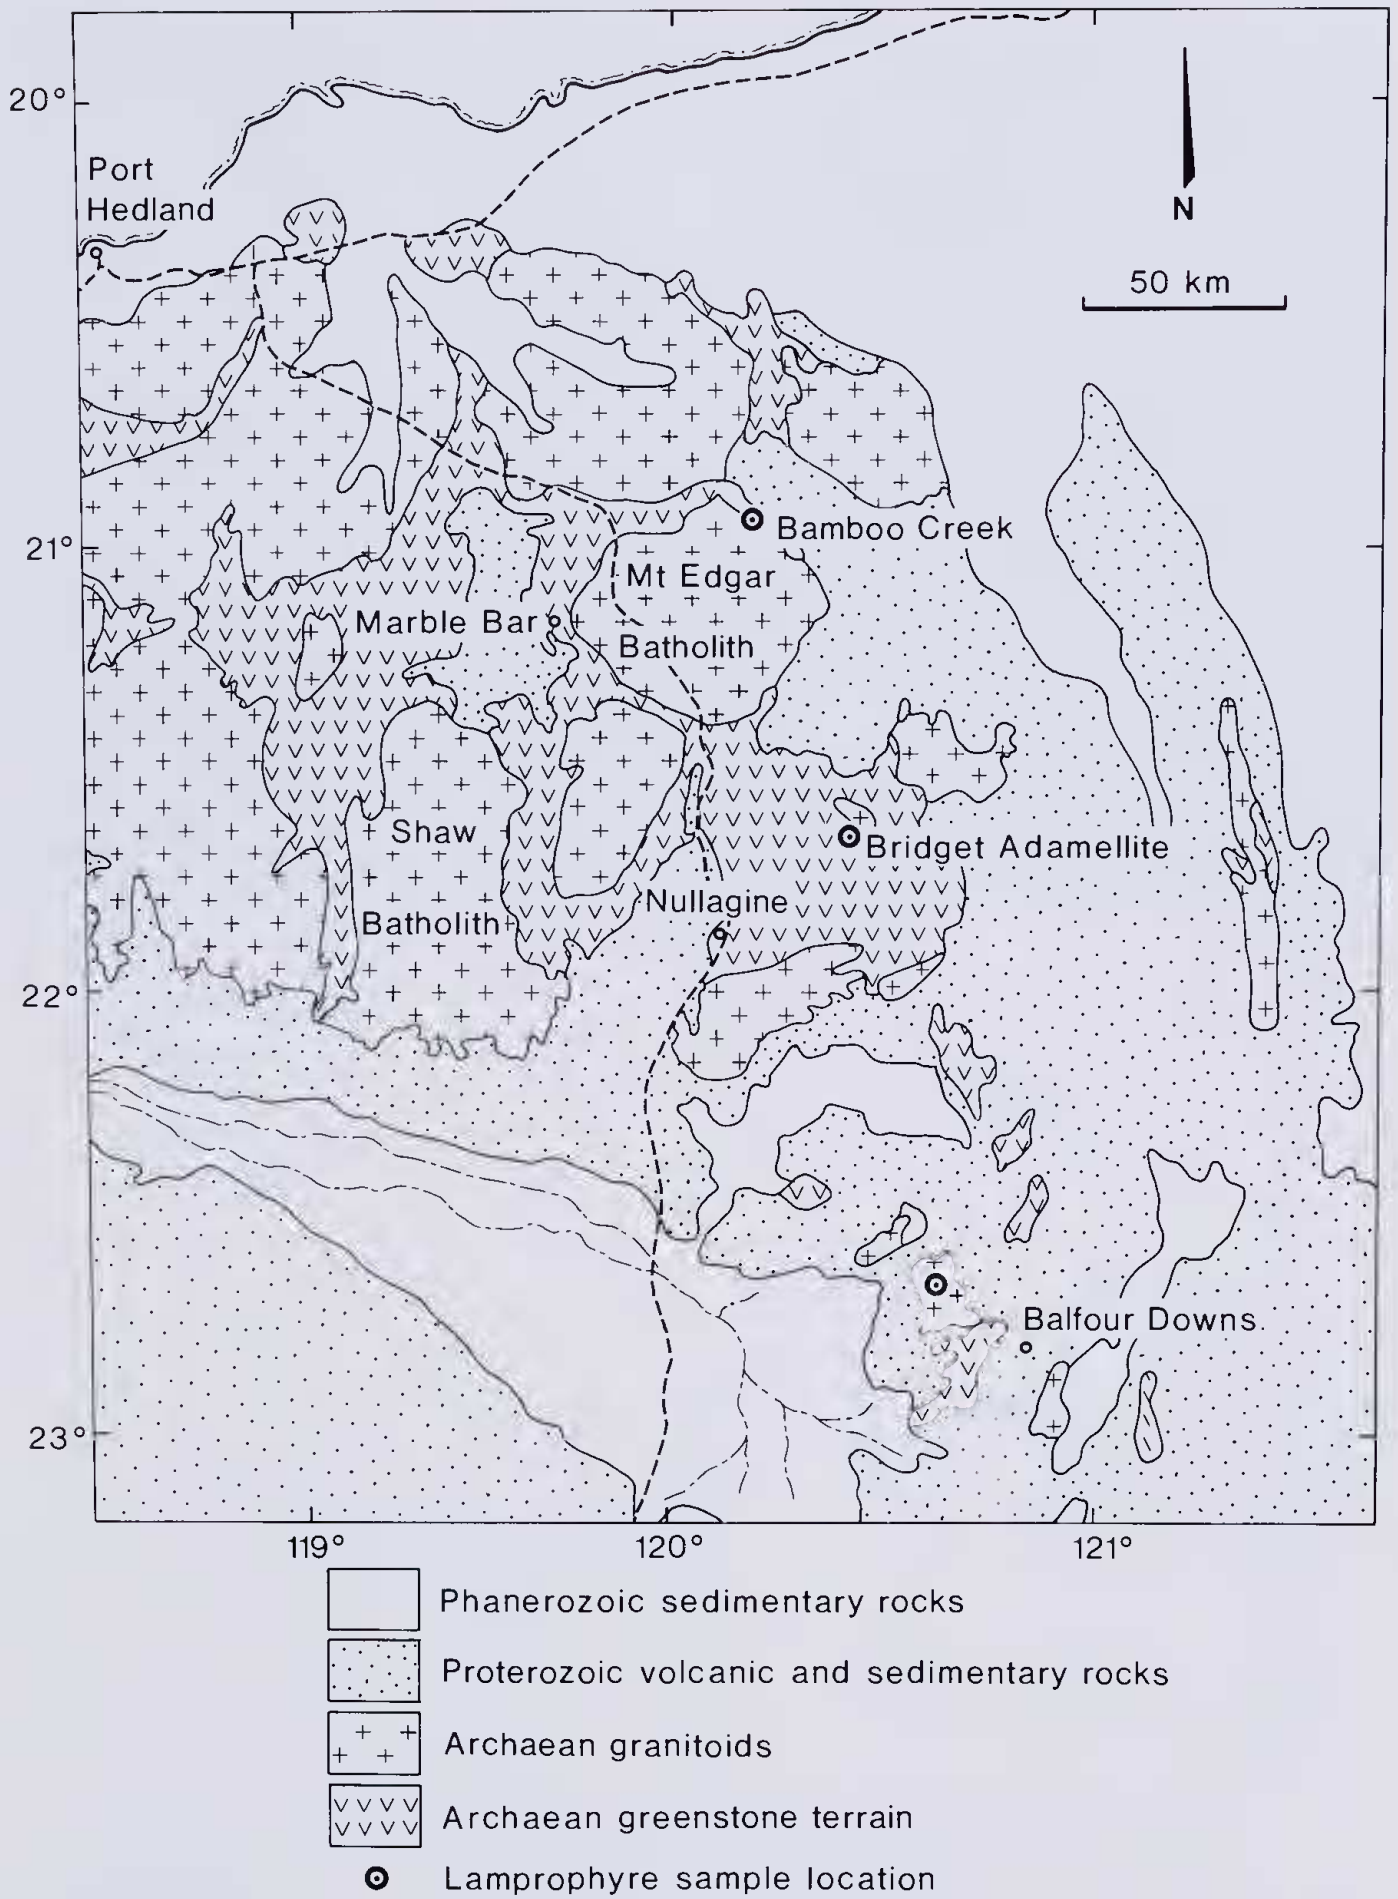 20°
Port
Hedland
N
50 km
Bamboo Creek
21°
Mt Edgar
Marble Bar
Batholith
Shaw
Bridget Adamellite
Nullagine
Batholith
22°
Balfour Downs
23°
119°
120°
121°
Phanerozoic sedimentary rocks
Proterozoic volcanic and sedimentary rocks
Archaean granitoids
Archaean greenstone terrain
Lamprophyre sample location